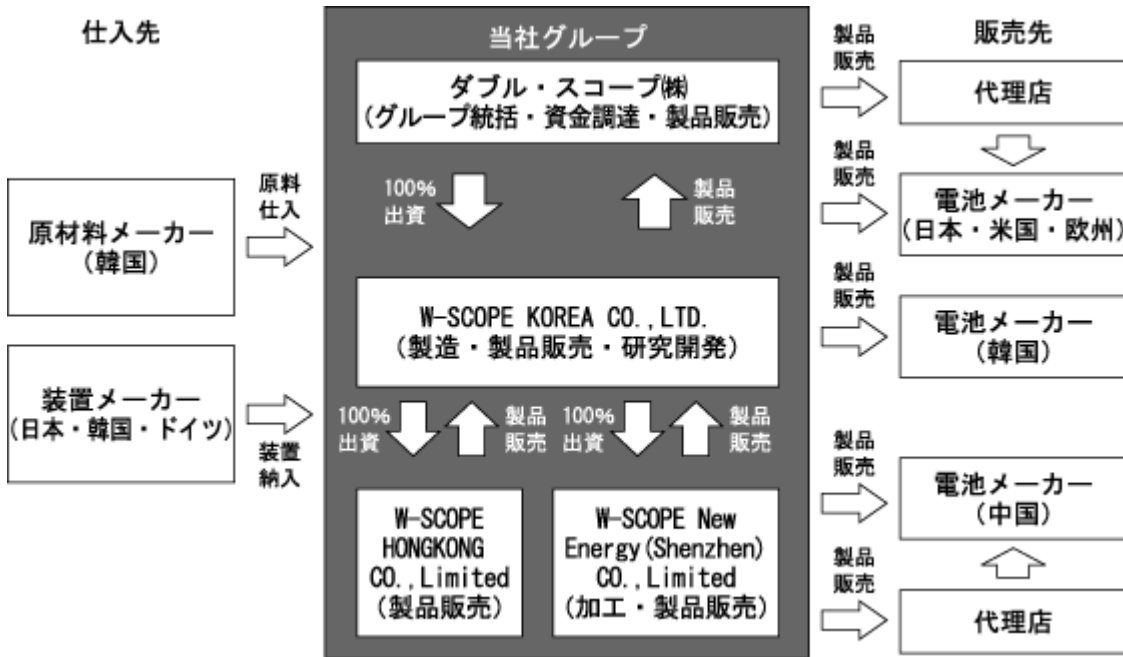 仕入先
原料
仕入
原材料メーカー
(韓国)
装置メーカー
(日本・韓国・ドイツ)
装置
納入
当社グループ
ダブル・スコープ㈱
(グループ統括・資金調達・製品販売)
100%
出資
製品
販売
W-SCOPE KOREA CO.,LTD.
(製造・製品販売・研究開発)
100%
出資
製品
販売
100%
出資
製品
販売
W-SCOPE
HONGKONG
CO.,Limited
(製品販売)
W-SCOPE New
Energy(Shenzhen)
CO.,Limited
(加工・製品販売)
販売先
製品
販売
代理店
製品
販売
電池メーカー
(日本・米国・欧州)
製品
販売
電池メーカー
(韓国)
製品
販売
電池メーカー
(中国)
製品
販売
代理店